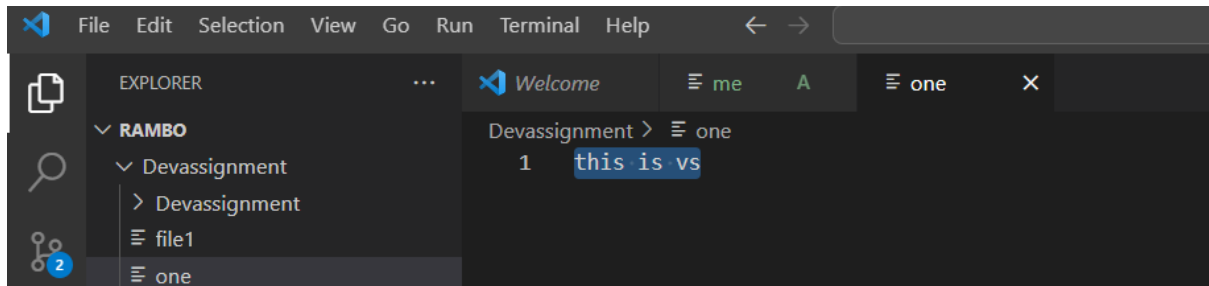 File Edit Selection View Go Run Terminal Help
EXPLORER
RAMBO
Devassignment
Devassignment
file1
one
2
Welcome
me A
one
Devassignment > one
1 this is vs